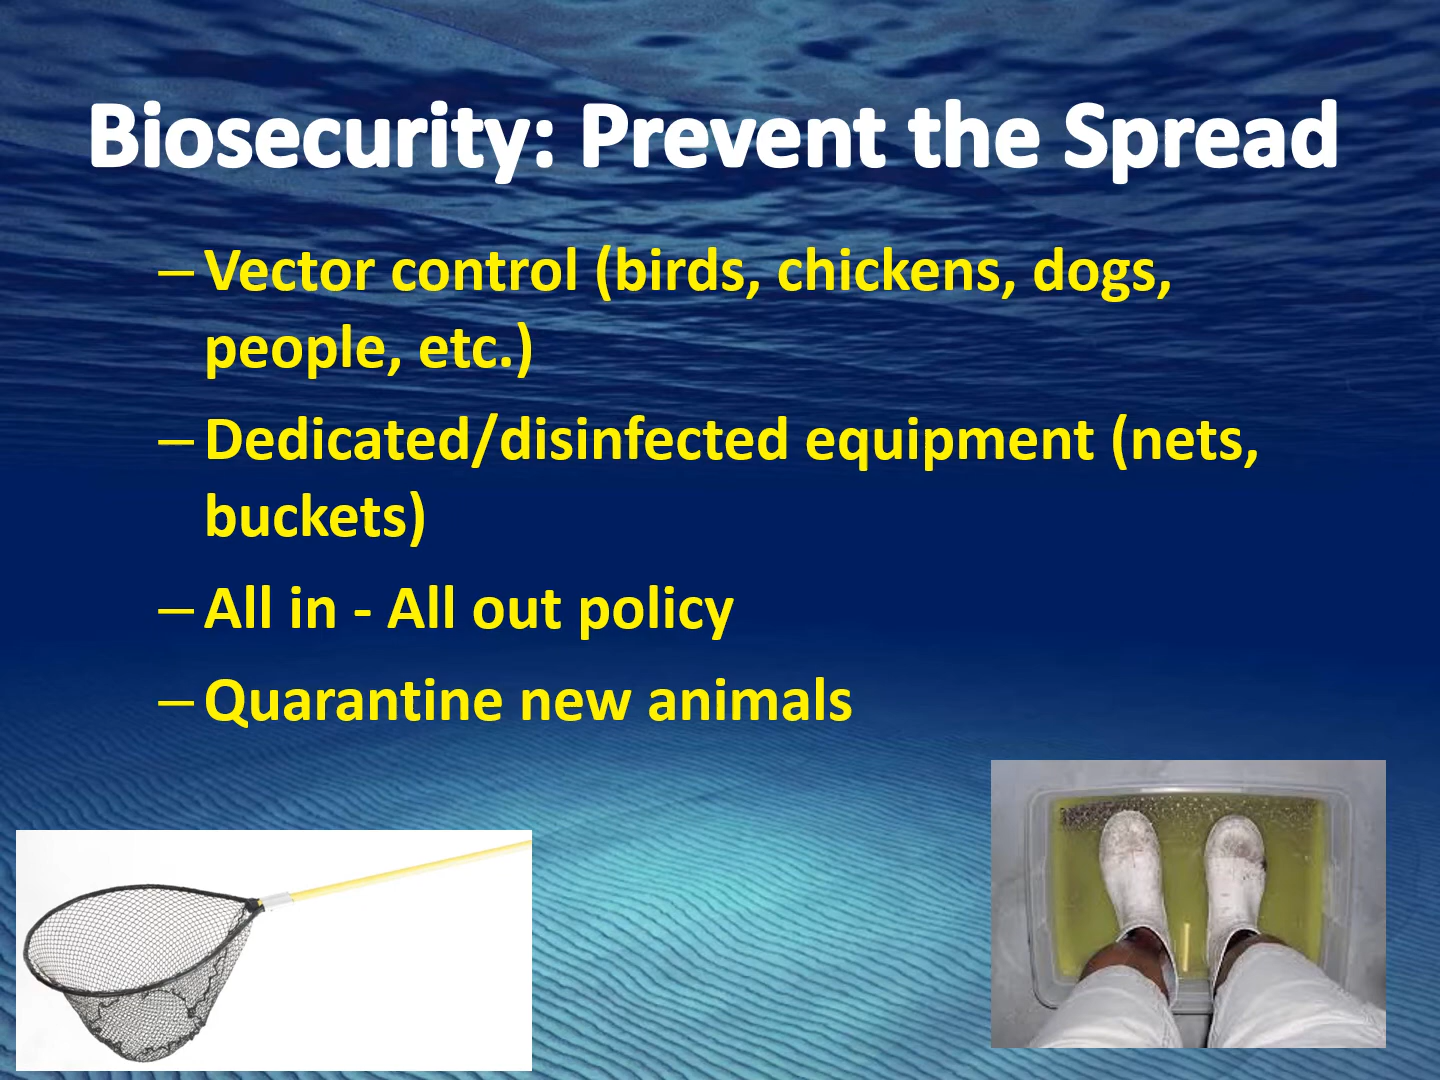 Biosecurity: Prevent the Spread
– Vector control (birds, chickens, dogs,
people, etc.)
– Dedicated/disinfected equipment (nets,
buckets)
– All in - All out policy
– Quarantine new animals